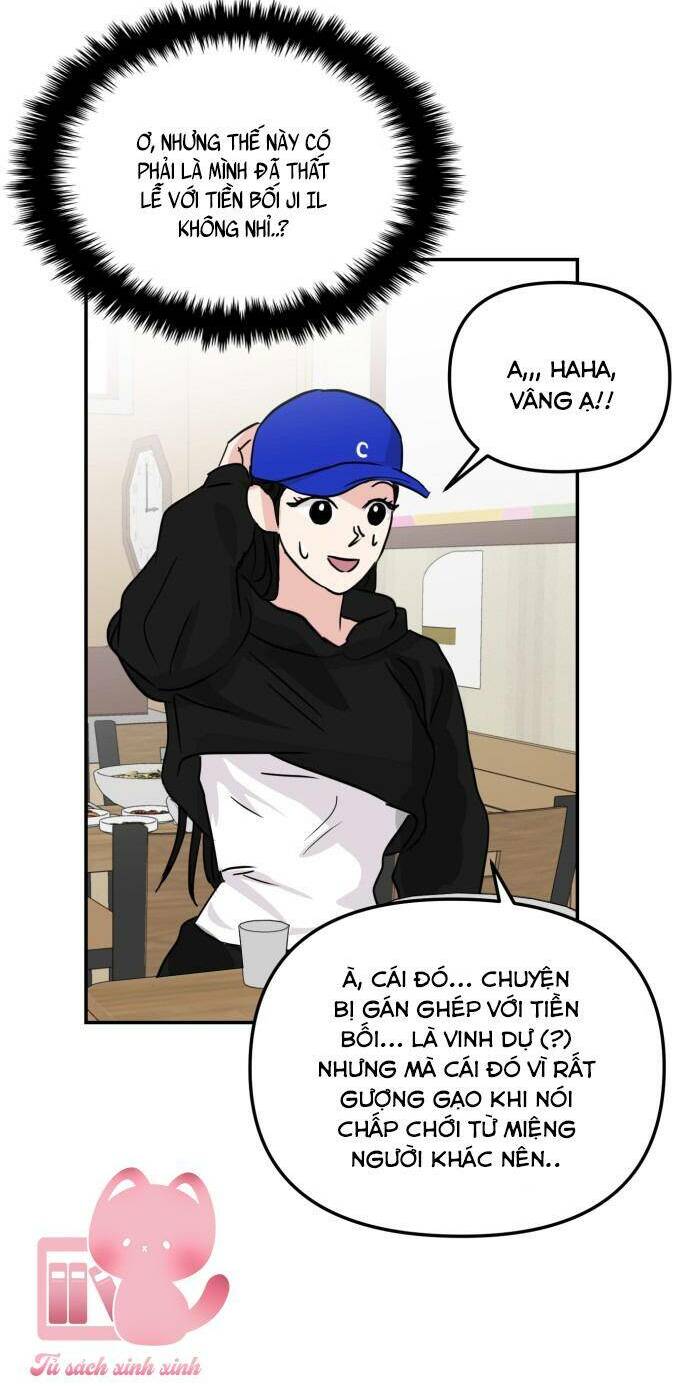 Ơ, NHƯNG THẾ NÀY CÓ
PHẢI LÀ MÌNH ĐÃ THẤT
LỄ VỚI TIỀN BỐI JI IL
KHÔNG NHỈ..?
A,,, HAHA,
VÂNG Ạ!!
C
À, CÁI ĐÓ... CHUYỆN
BỊ GÁN GHÉP VỚI TIỀN
BỐI... LÀ VINH DỰ (?)
NHƯNG MÀ CÁI ĐÓ VÌ RẤT
GƯỢNG GẠO KHI NÓI
CHẤP CHỚI TỪ MIỆNG
NGƯỜI KHÁC NÊN..
Tủ sách xinh xinh